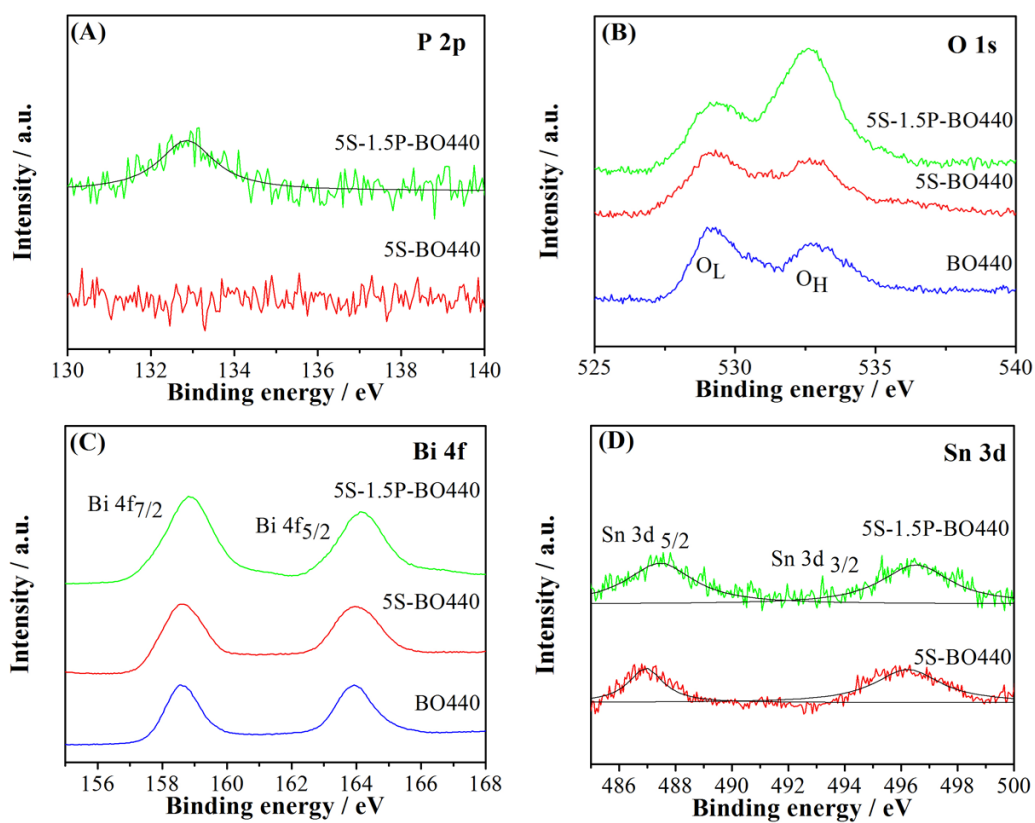 (A)
P 2p
5S-1.5P-BO440
5S-BO440
Intensity / a.u.
130 132 134 136 138 140
Binding energy / eV
(B)
O 1s
5S-1.5P-BO440
5S-BO440
BO440
O_L O_H
Intensity / a.u.
525 530 535 540
Binding energy / eV
(C)
Bi 4f
5S-1.5P-BO440
Bi 4f7/2
Bi 4f5/2
5S-BO440
BO440
Intensity / a.u.
156 158 160 162 164 166 168
Binding energy / eV
(D)
Sn 3d
5S-1.5P-BO440
Sn 3d 5/2
Sn 3d 3/2
5S-BO440
Intensity / a.u.
486 488 490 492 494 496 498 500
Binding energy / eV